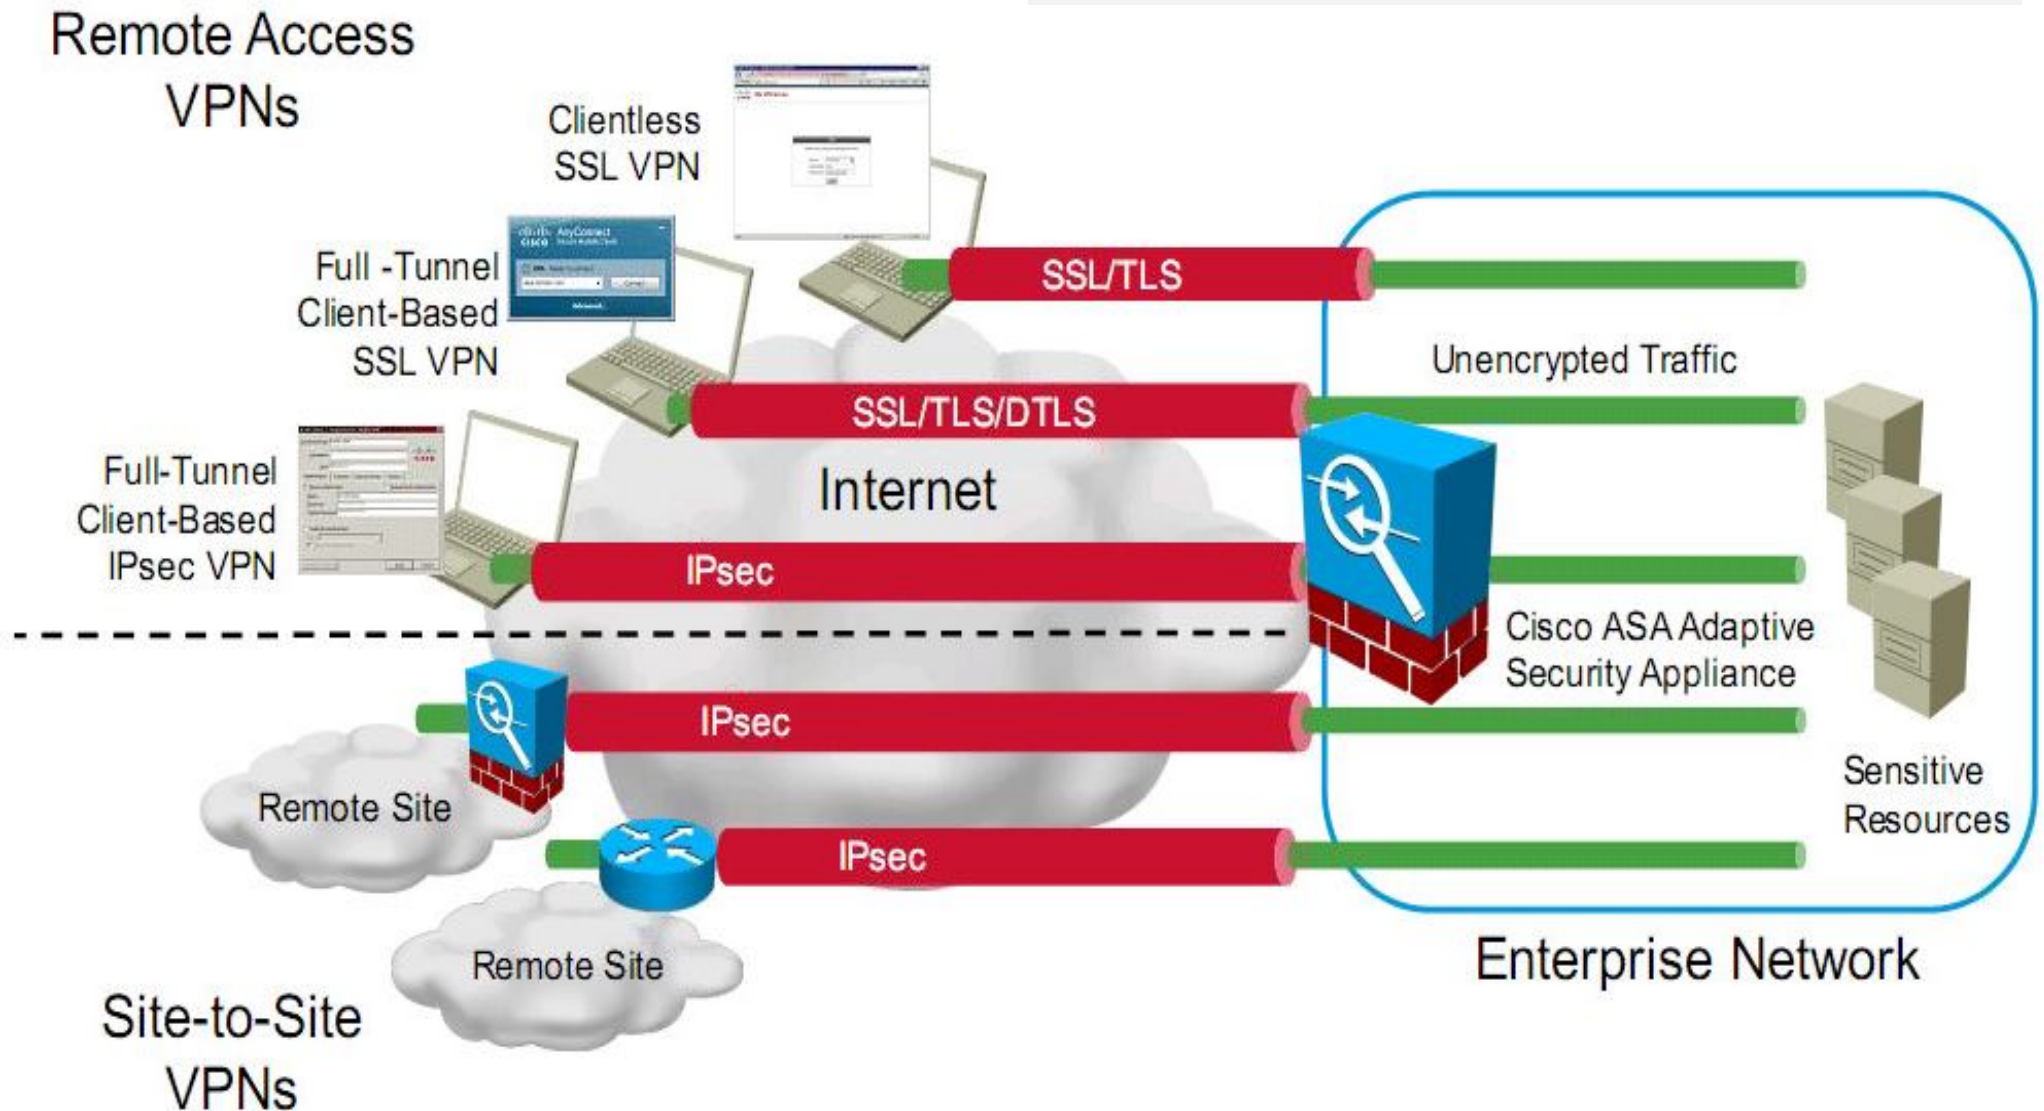 Remote Access
VPNs
Clientless
SSL VPN
Full -Tunnel
Client-Based
SSL VPN
CISCO
AnyConnect
Full-Tunnel
Client-Based
IPsec VPN
SSL/TLS
SSL/TLS/DTLS
Internet
IPsec
Unencrypted Traffic
Cisco ASA Adaptive
Security Appliance
IPsec
Remote Site
IPsec
Remote Site
Sensitive
Resources
Enterprise Network
Site-to-Site
VPNs